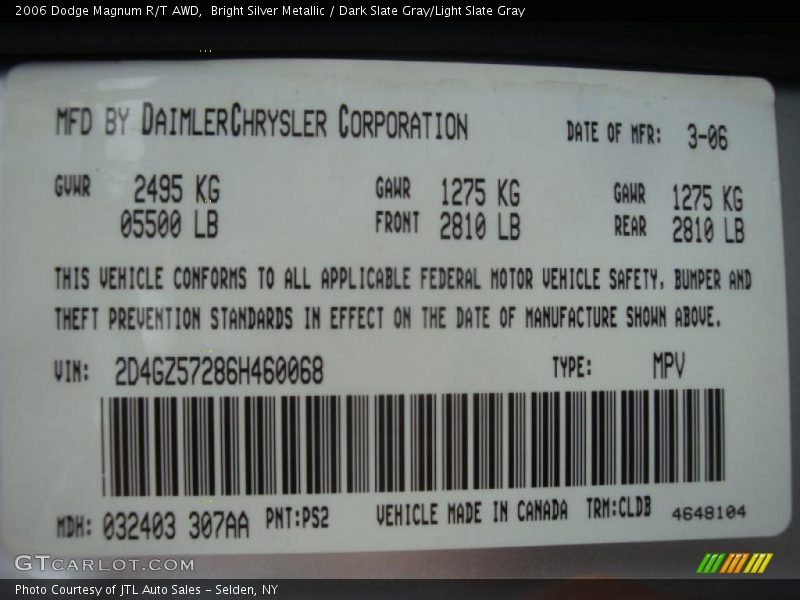 2006 Dodge Magnum R/T AWD,  Bright Silver Metallic / Dark Slate Gray/Light Slate Gray
MFD BY DAIMLERCHRYSLER CORPORATION DATE OF MFR: 3-06
GVWR 2495 KG GAWR 1275 KG GAWR 1275 KG
05500 LB FRONT 2810 LB REAR 2810 LB
THIS VEHICLE CONFORMS TO ALL APPLICABLE FEDERAL MOTOR VEHICLE SAFETY, BUMPER AND
THEFT PREVENTION STANDARDS IN EFFECT ON THE DATE OF MANUFACTURE SHOWN ABOVE.
VIN: 2D4GZ57286H460068 TYPE: MPV
MDH: 032403 307AA PNT:PS2 VEHICLE MADE IN CANADA TRM:CLDB 4648104
GTCARLOT.COM
Photo Courtesy of JTL Auto Sales – Selden, NY